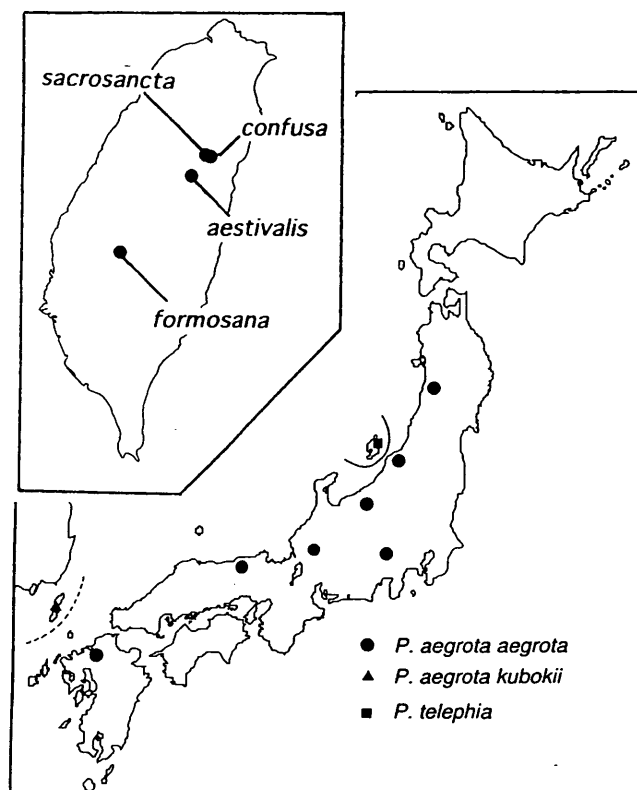 sacrosancta
confusa
aestivalis
formosana
P. aegrota aegrota
P. aegrota kubokii
P. telephia